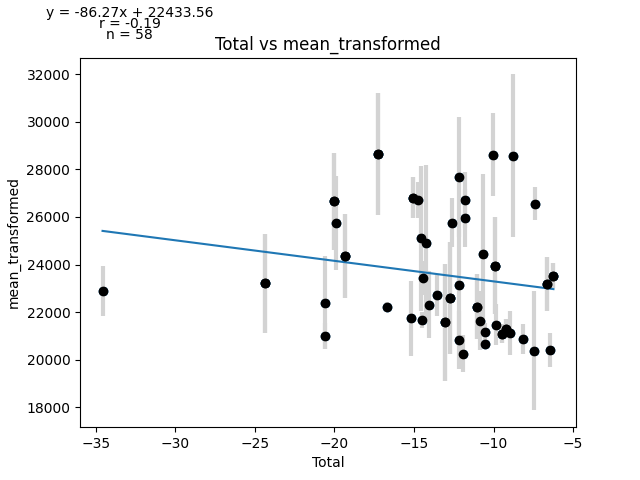 y = -86.27x + 22433.56
r = -0.19
n = 58
Total vs mean_transformed
32000
30000
28000
26000
24000
22000
20000
18000
mean_transformed
−35
−30
−25
−20
−15
−10
−5
Total